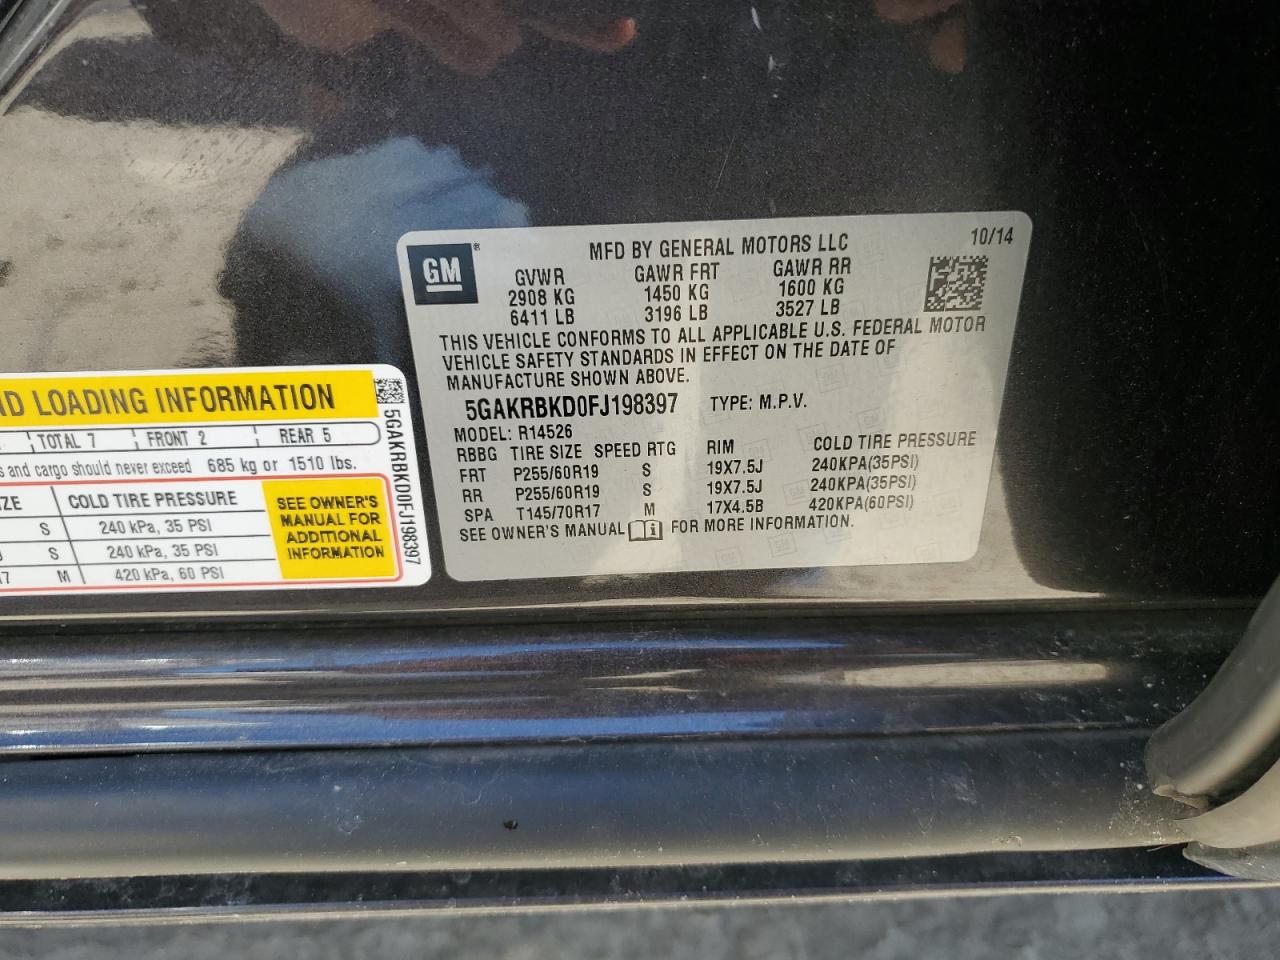 GM®
MFD BY GENERAL MOTORS LLC 10/14
GVWR GAWR FRT GAWR RR
2908 KG 1450 KG 1600 KG
6411 LB 3196 LB 3527 LB
THIS VEHICLE CONFORMS TO ALL APPLICABLE U.S. FEDERAL MOTOR
VEHICLE SAFETY STANDARDS IN EFFECT ON THE DATE OF
MANUFACTURE SHOWN ABOVE.
5GAKRBKD0FJ198397 TYPE: M.P.V.
MODEL: R14526
RBBG TIRE SIZE SPEED RTG RIM COLD TIRE PRESSURE
FRT P255/60R19 S 19X7.5J 240KPA(35PSI)
RR P255/60R19 S 19X7.5J 240KPA(35PSI)
SPA T145/70R17 M 17X4.5B 420KPA(60PSI)
SEE OWNER'S MANUAL FOR MORE INFORMATION.
ND LOADING INFORMATION
TOTAL 7 FRONT 2 REAR 5
s and cargo should never exceed 685 kg or 1510 lbs.
ZE COLD TIRE PRESSURE
S 240 kPa, 35 PSI
S 240 kPa, 35 PSI
17 M 420 kPa, 60 PSI
SEE OWNER'S
MANUAL FOR
ADDITIONAL
INFORMATION
5GAKRBKD0FJ198397